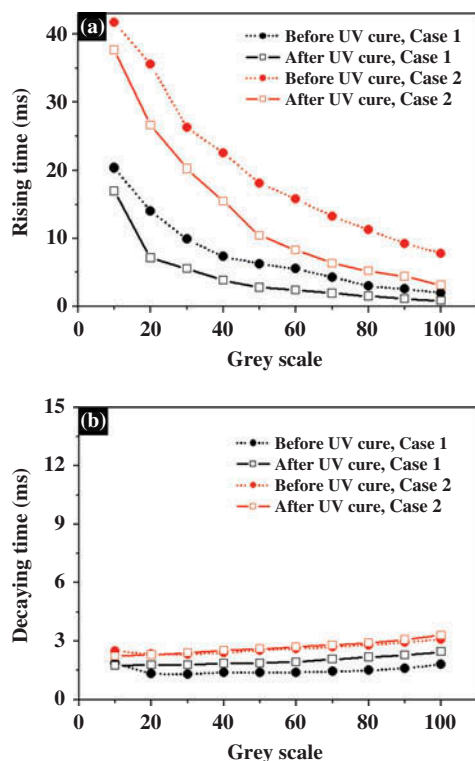 (a)
Before UV cure, Case 1
After UV cure, Case 1
Before UV cure, Case 2
After UV cure, Case 2
40
30
20
10
0
Rising time (ms)
0 20 40 60 80 100
Grey scale
(b)
Before UV cure, Case 1
After UV cure, Case 1
Before UV cure, Case 2
After UV cure, Case 2
15
12
9
6
3
0
Decaying time (ms)
0 20 40 60 80 100
Grey scale